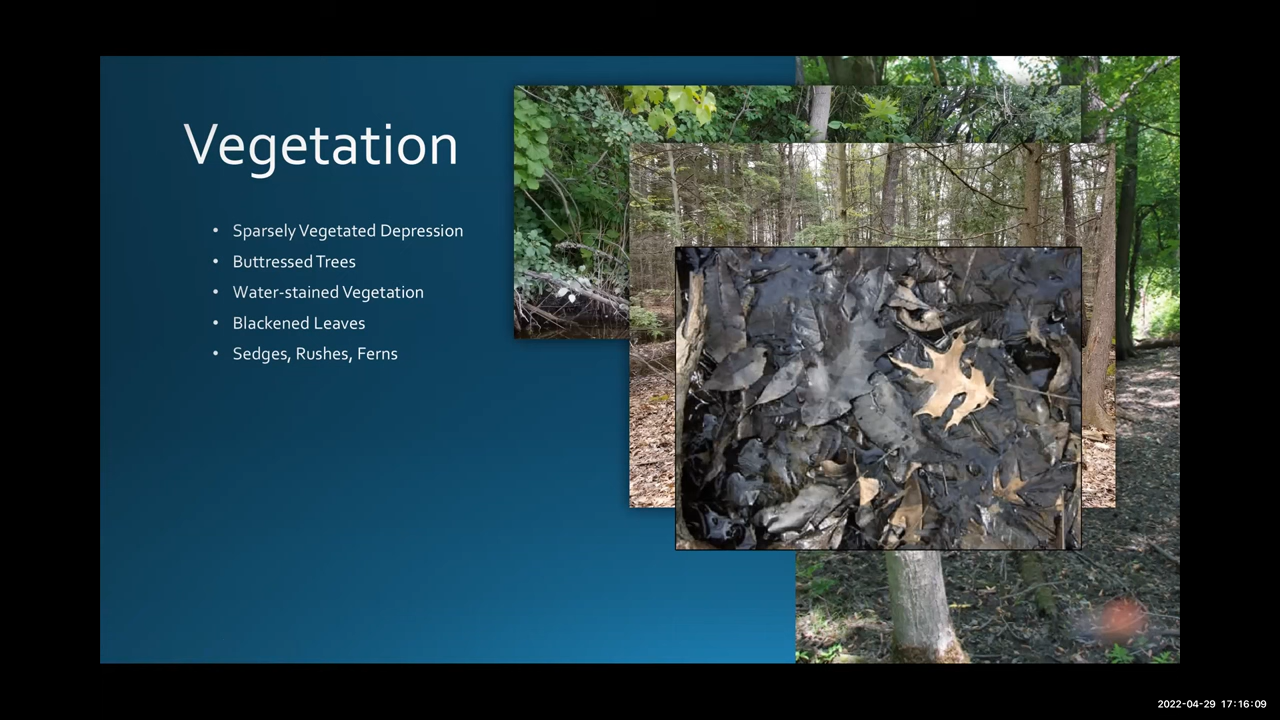 Vegetation
• Sparsely Vegetated Depression
• Buttressed Trees
• Water-stained Vegetation
• Blackened Leaves
• Sedges, Rushes, Ferns
2022-04-29 17:16:09